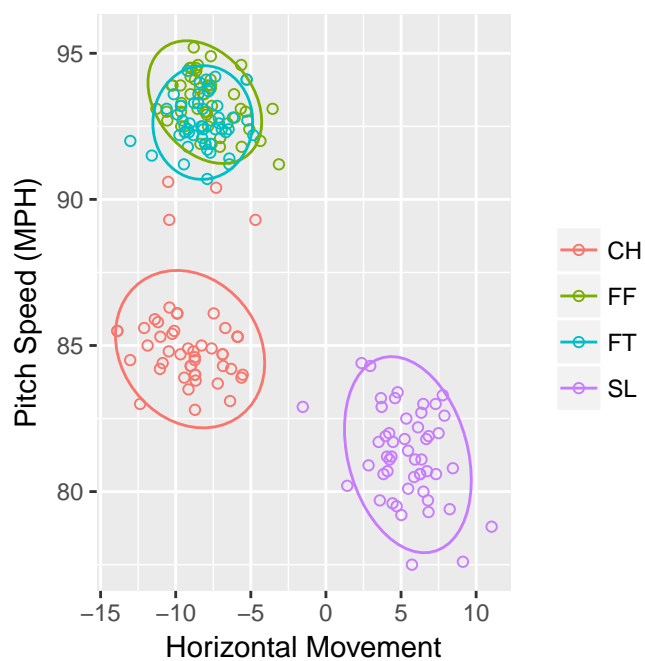 95
90
85
80
Pitch Speed (MPH)
−15 −10 −5 0 5 10
Horizontal Movement
CH
FF
FT
SL